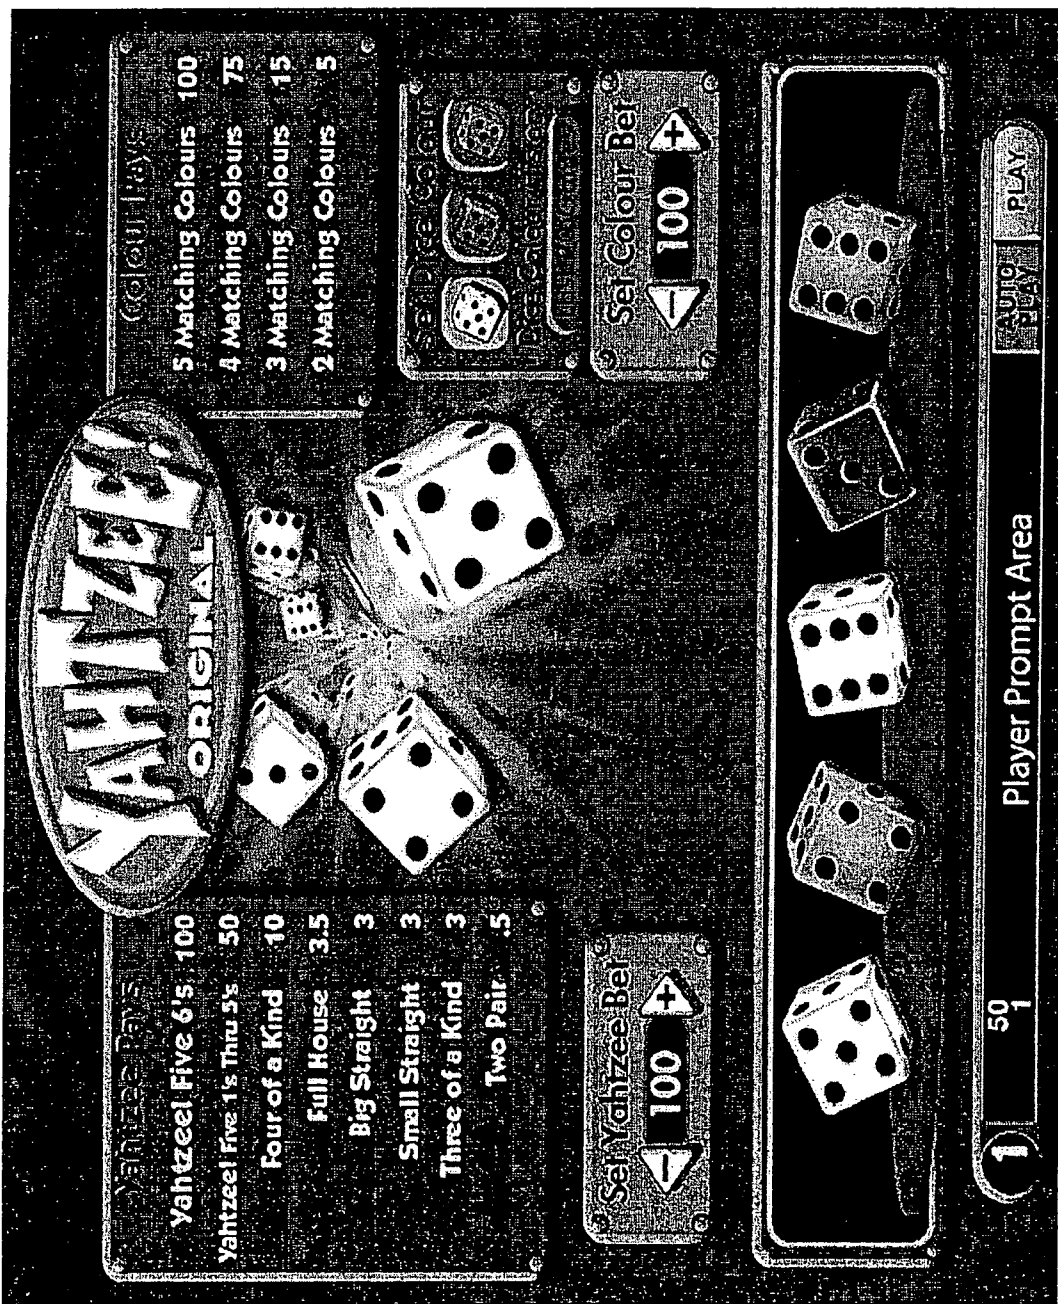 YAHTZEE!
ORIGINAL
Yahtzee Pays
Yahtzee! Five 6's 100
Yahtzee! Five 1's Thru 5's 50
Four of a Kind 10
Full House 3.5
Big Straight 3
Small Straight 3
Three of a Kind 3
Two Pair .5
Colour Pays
5 Matching Colours 100
4 Matching Colours 75
3 Matching Colours 15
2 Matching Colours 5
Set Dice Colour
Set Yahtzee Bet
- 100 +
Set Colour Bet
- 100 +
1
50
1
Player Prompt Area
AUTO
PLAY
PLAY